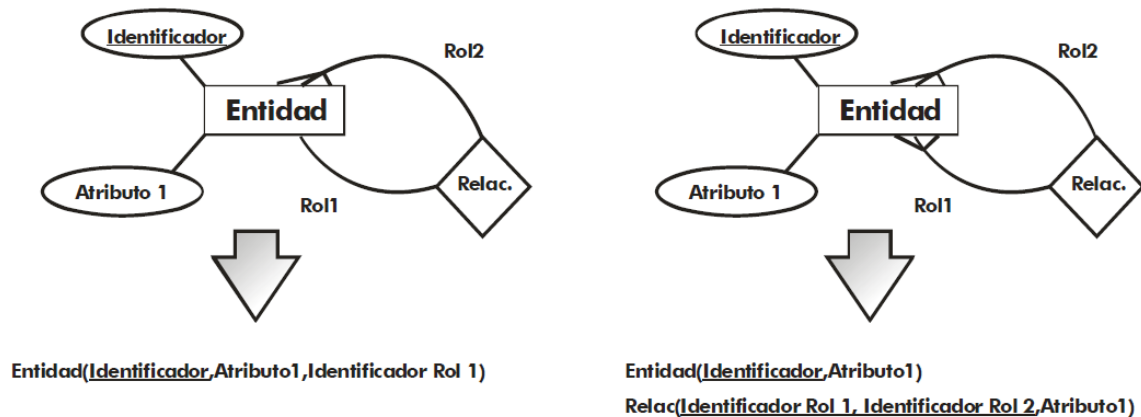 Identificador
Rol2
Entidad
Atributo 1
Relac.
Rol1
Entidad(Identificador,Atributo1,Identificador Rol 1)
Identificador
Rol2
Entidad
Atributo 1
Relac.
Rol1
Entidad(Identificador,Atributo1)
Relac(Identificador Rol 1, Identificador Rol 2,Atributo1)